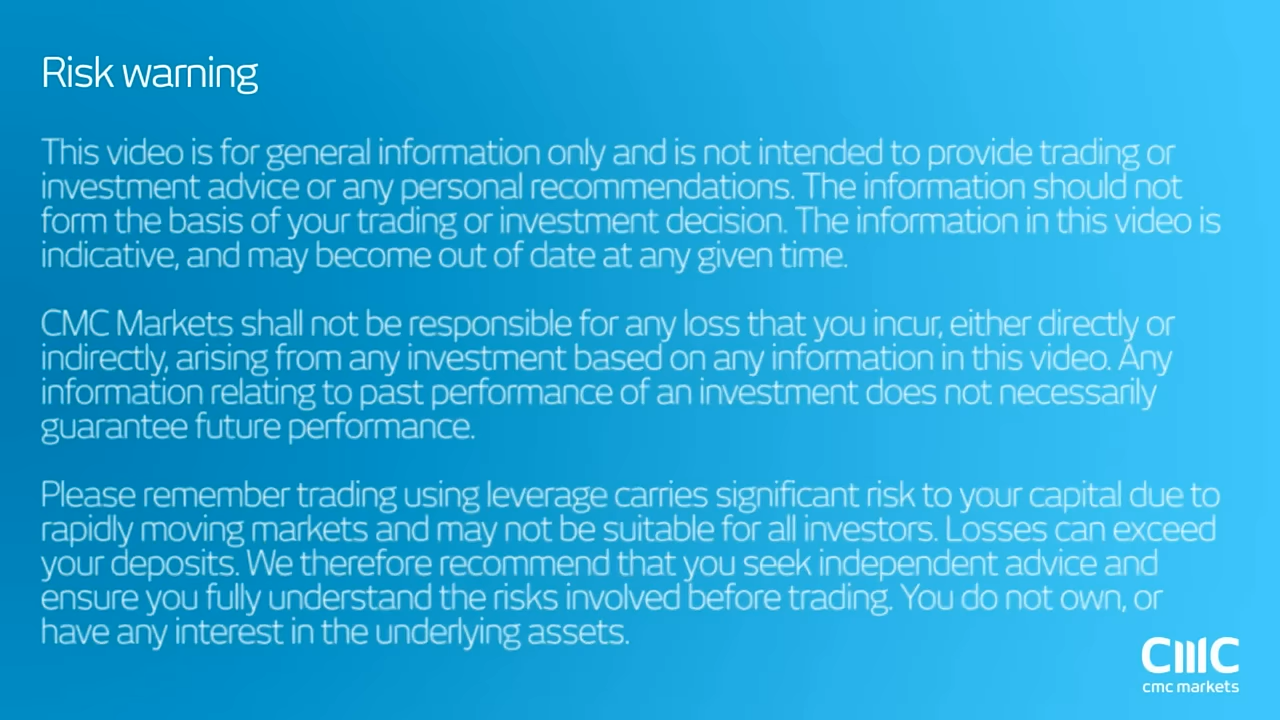 Risk warning
This video is for general information only and is not intended to provide trading or
investment advice or any personal recommendations. The information should not
form the basis of your trading or investment decision. The information in this video is
indicative, and may become out of date at any given time.
CMC Markets shall not be responsible for any loss that you incur, either directly or
indirectly, arising from any investment based on any information in this video. Any
information relating to past performance of an investment does not necessarily
guarantee future performance.
Please remember trading using leverage carries significant risk to your capital due to
rapidly moving markets and may not be suitable for all investors. Losses can exceed
your deposits. We therefore recommend that you seek independent advice and
ensure you fully understand the risks involved before trading. You do not own, or
have any interest in the underlying assets.
CMC
cmc markets